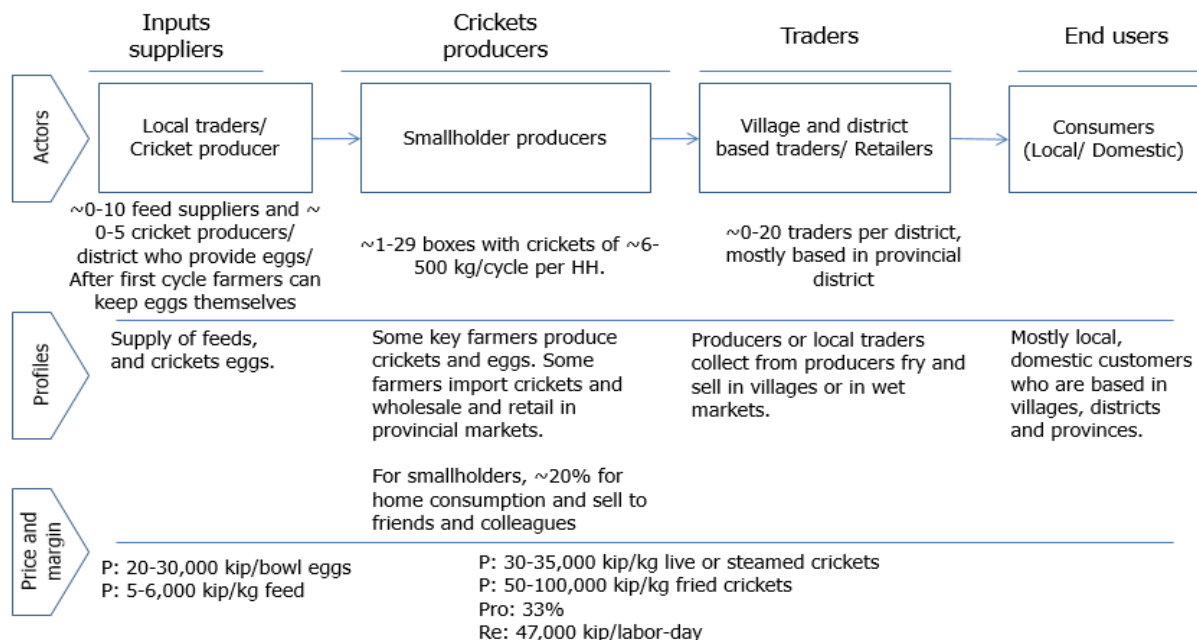 Inputs
suppliers
Crickets
producers
Traders
End users
Actors
Local traders/
Cricket producer
Smallholder producers
Village and district
based traders/ Retailers
Consumers
(Local/ Domestic)
~0-10 feed suppliers and ~
0-5 cricket producers/
district who provide eggs/
After first cycle farmers can
keep eggs themselves
~1-29 boxes with crickets of ~6-
500 kg/cycle per HH.
~0-20 traders per district,
mostly based in provincial
district
Profiles
Supply of feeds,
and crickets eggs.
Some key farmers produce
crickets and eggs. Some
farmers import crickets and
wholesale and retail in
provincial markets.
For smallholders, ~20% for
home consumption and sell to
friends and colleagues
Producers or local traders
collect from producers fry and
sell in villages or in wet
markets.
Mostly local,
domestic customers
who are based in
villages, districts
and provinces.
Price and
margin
P: 20-30,000 kip/bowl eggs
P: 5-6,000 kip/kg feed
P: 30-35,000 kip/kg live or steamed crickets
P: 50-100,000 kip/kg fried crickets
Pro: 33%
Re: 47,000 kip/labor-day